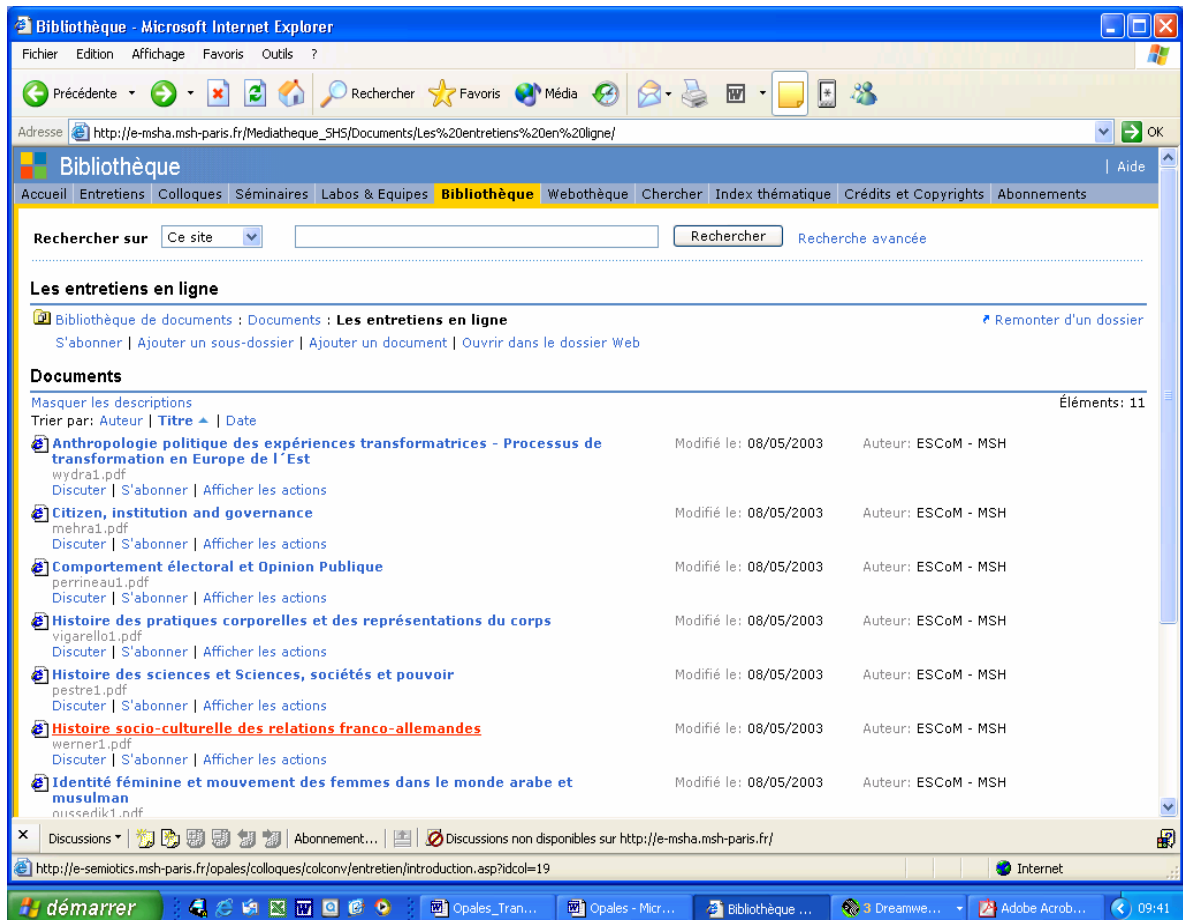 Bibliothèque - Microsoft Internet Explorer
Fichier Edition Affichage Favoris Outils ?
Précédente Rechercher Favoris Média
Adresse http://e-msha.msh-paris.fr/Mediatheque_SHS/Documents/Les%20entretiens%20en%20ligne/ OK
Bibliothèque | Aide
Accueil Entretiens Colloques Séminaires Labos & Equipes Bibliothèque Webothèque Chercher Index thématique Crédits et Copyrights Abonnements
Rechercher sur Ce site Rechercher Recherche avancée
Les entretiens en ligne
Bibliothèque de documents : Documents : Les entretiens en ligne Remonter d'un dossier
S'abonner | Ajouter un sous-dossier | Ajouter un document | Ouvrir dans le dossier Web
Documents
Masquer les descriptions Éléments: 11
Trier par: Auteur | Titre | Date
Anthropologie politique des expériences transformatrices - Processus de Modifié le: 08/05/2003 Auteur: ESCoM - MSH
transformation en Europe de l´Est
wydra1.pdf
Discuter | S'abonner | Afficher les actions
Citizen, institution and governance Modifié le: 08/05/2003 Auteur: ESCoM - MSH
mehra1.pdf
Discuter | S'abonner | Afficher les actions
Comportement électoral et Opinion Publique Modifié le: 08/05/2003 Auteur: ESCoM - MSH
perrineau1.pdf
Discuter | S'abonner | Afficher les actions
Histoire des pratiques corporelles et des représentations du corps Modifié le: 08/05/2003 Auteur: ESCoM - MSH
vigarello1.pdf
Discuter | S'abonner | Afficher les actions
Histoire des sciences et Sciences, sociétés et pouvoir Modifié le: 08/05/2003 Auteur: ESCoM - MSH
pestre1.pdf
Discuter | S'abonner | Afficher les actions
Histoire socio-culturelle des relations franco-allemandes Modifié le: 08/05/2003 Auteur: ESCoM - MSH
werner1.pdf
Discuter | S'abonner | Afficher les actions
Identité féminine et mouvement des femmes dans le monde arabe et Modifié le: 08/05/2003 Auteur: ESCoM - MSH
musulman
oussedik1.pdf
Discussions Abonnement... Discussions non disponibles sur http://e-msha.msh-paris.fr/
http://e-semiotics.msh-paris.fr/opales/colloques/colconv/entretien/introduction.asp?idcol=19 Internet
démarrer Opales_Tran... Opales - Micr... Bibliothèque ... 3 Dreamwe... Adobe Acrob... 09:41